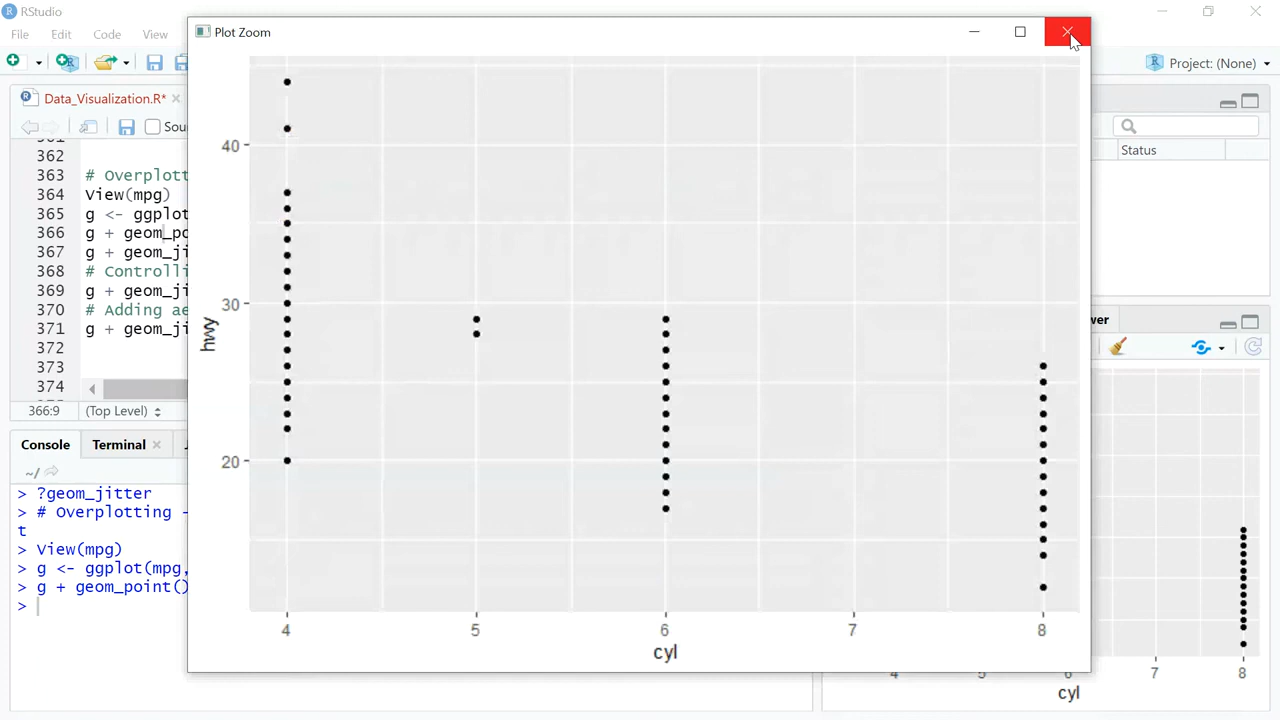 RStudio
File Edit Code View
Plot Zoom
Project: (None)
Data_Visualization.R*
Sou
Status
362
363 # Overplott
364 View(mpg)
365 g <- ggplot
366 g + geom_po
367 g + geom_ji
368 # Controlli
369 g + geom_ji
370 # Adding ae
371 g + geom_jit
372
373
374
366:9 (Top Level)
Console Terminal
~/
> ?geom_jitter
> # Overplotting -
t
> View(mpg)
> g <- ggplot(mpg,
> g + geom_point()
>
40
30
20
hwy
4 5 6 7 8
cyl
wer
4 5 6 7 8
cyl